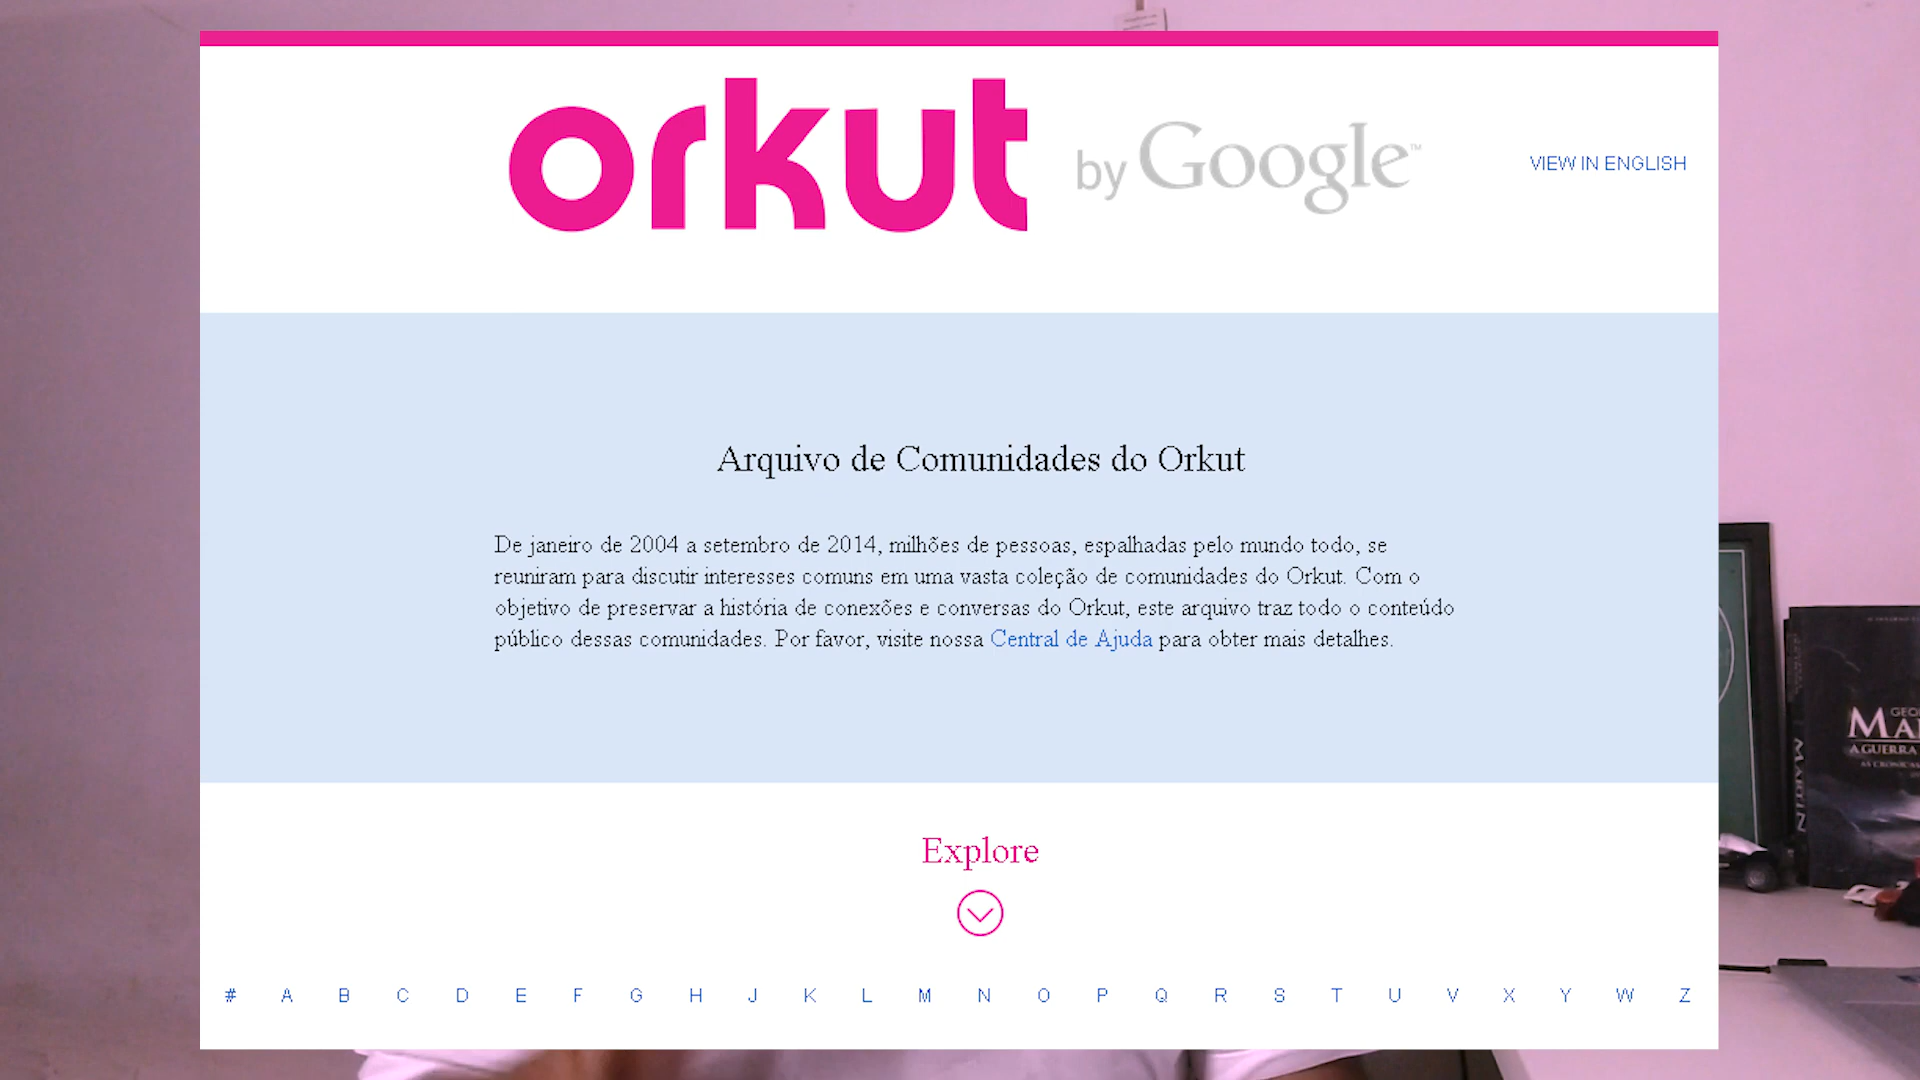 orkut by Google™
VIEW IN ENGLISH
Arquivo de Comunidades do Orkut
De janeiro de 2004 a setembro de 2014, milhões de pessoas, espalhadas pelo mundo todo, se
reuniram para discutir interesses comuns em uma vasta coleção de comunidades do Orkut. Com o
objetivo de preservar a história de conexões e conversas do Orkut, este arquivo traz todo o conteúdo
público dessas comunidades. Por favor, visite nossa Central de Ajuda para obter mais detalhes.
Explore
# A B C D E F G H J K L M N O P Q R S T U V X Y W Z
MARTIN
A GUERRA